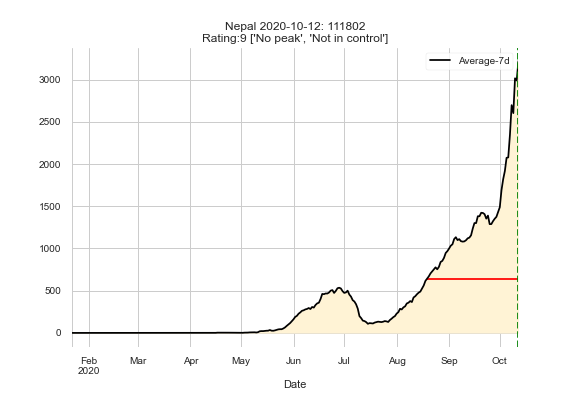 Nepal 2020-10-12: 111802
Rating:9 ['No peak', 'Not in control']
Average-7d
3000
2500
2000
1500
1000
500
0
Feb
2020
Mar
Apr
May
Jun
Jul
Aug
Sep
Oct
Date